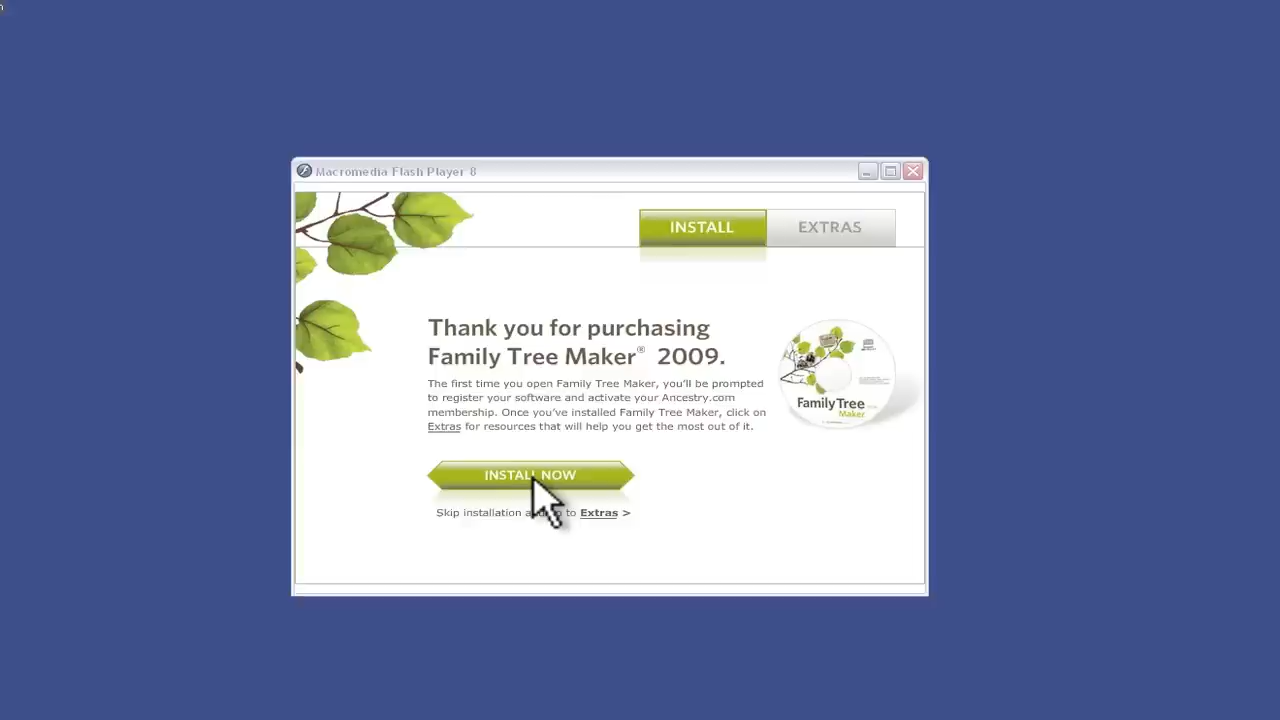 Macromedia Flash Player 8
INSTALL
EXTRAS
Thank you for purchasing
Family Tree Maker® 2009.
The first time you open Family Tree Maker, you'll be prompted
to register your software and activate your Ancestry.com
membership. Once you've installed Family Tree Maker, click on
Extras for resources that will help you get the most out of it.
Family Tree
Maker
INSTALL NOW
Skip installation to Extras >